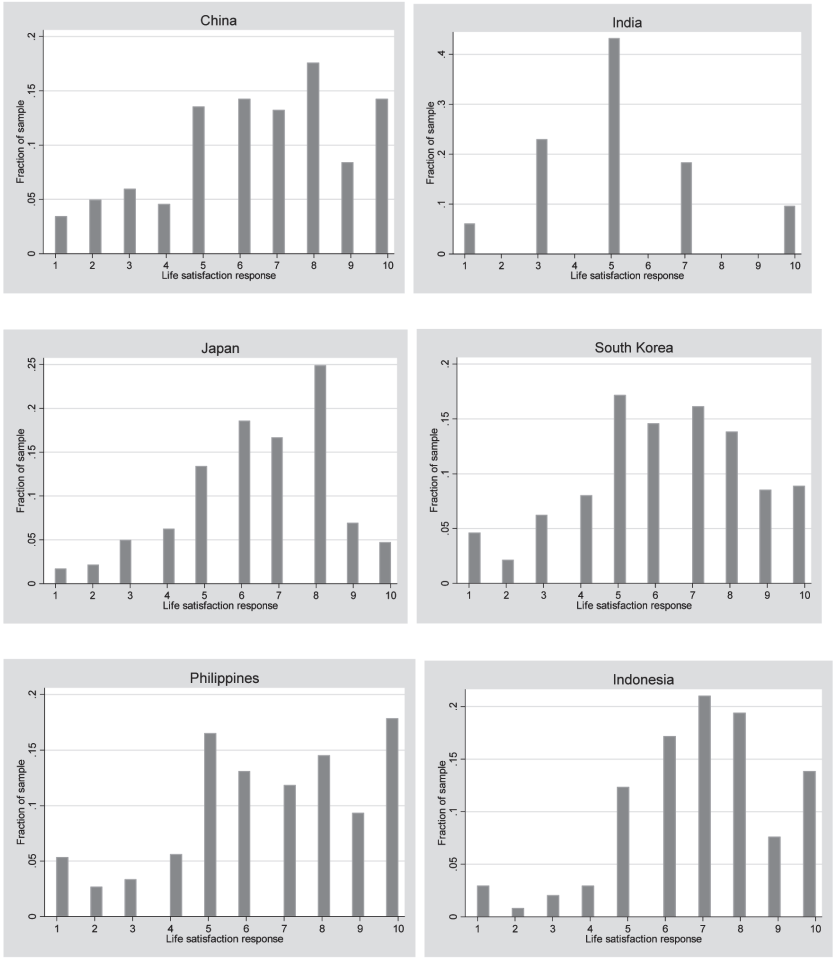 China
Fraction of sample
.2
.15
.1
.05
0
1 2 3 4 5 6 7 8 9 10
Life satisfaction response
India
Fraction of sample
.4
.3
.2
.1
0
1 2 3 4 5 6 7 8 9 10
Life satisfaction response
Japan
Fraction of sample
.25
.2
.15
.1
.05
0
1 2 3 4 5 6 7 8 9 10
Life satisfaction response
South Korea
Fraction of sample
.2
.15
.1
.05
0
1 2 3 4 5 6 7 8 9 10
Life satisfaction response
Philippines
Fraction of sample
.2
.15
.1
.05
0
1 2 3 4 5 6 7 8 9 10
Life satisfaction response
Indonesia
Fraction of sample
.2
.15
.1
.05
0
1 2 3 4 5 6 7 8 9 10
Life satisfaction response